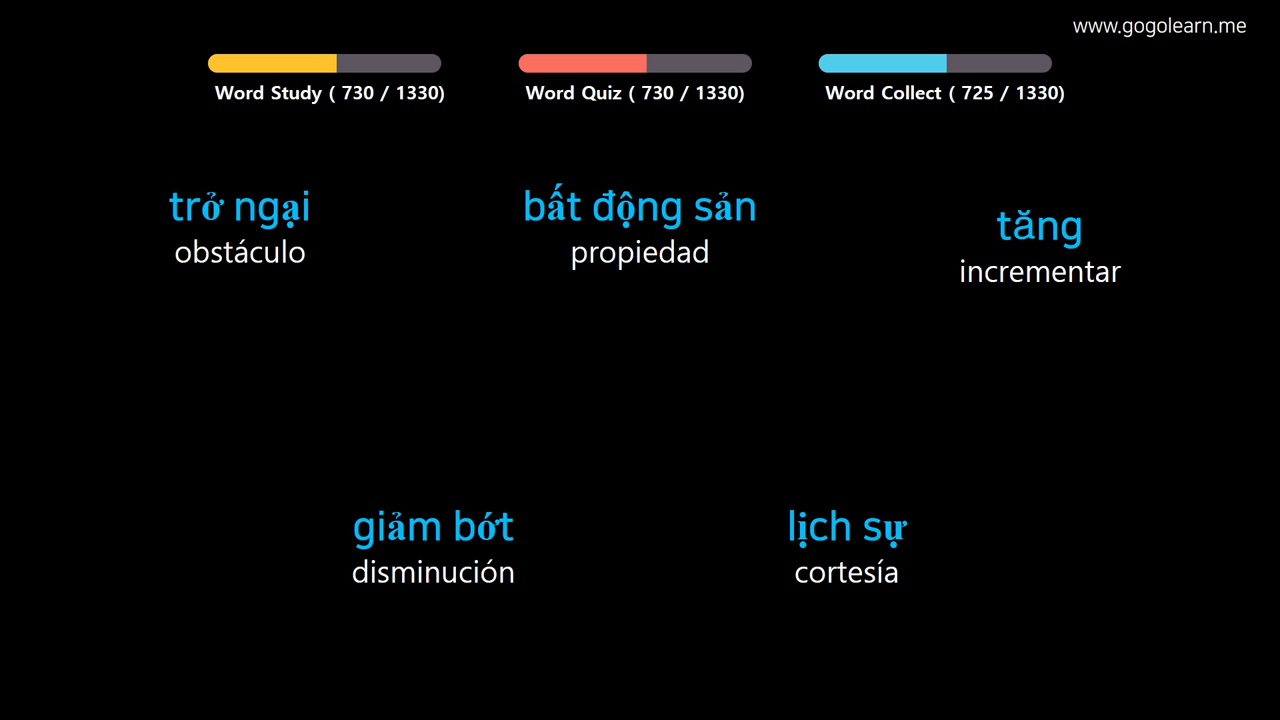 www.gogolearn.me
Word Study ( 730 / 1330)
Word Quiz ( 730 / 1330)
Word Collect ( 725 / 1330)
trở ngại
obstáculo
bất động sản
propiedad
tăng
incrementar
giảm bớt
disminución
lịch sự
cortesía